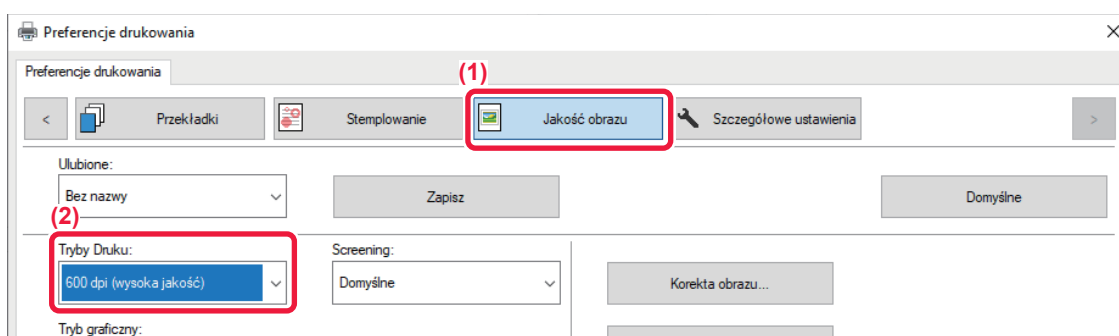 Preferencje drukowania
Preferencje drukowania
(1)
< Przekładki Stemplowanie Jakość obrazu Szczegółowe ustawienia >
Ulubione:
Bez nazwy Zapisz Domyślne
(2)
Tryby Druku: Screening:
600 dpi (wysoka jakość) Domyślne Korekta obrazu...
Tryb graficzny: